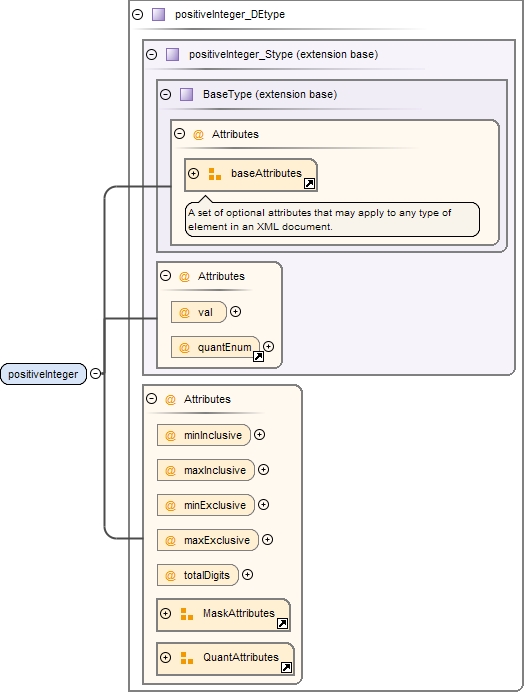 positiveInteger_DEtype
positiveInteger_Stype (extension base)
BaseType (extension base)
@ Attributes
baseAttributes
A set of optional attributes that may apply to any type of
element in an XML document.
@ Attributes
@ val
@ quantEnum
positiveInteger
@ Attributes
@ minInclusive
@ maxInclusive
@ minExclusive
@ maxExclusive
@ totalDigits
MaskAttributes
QuantAttributes